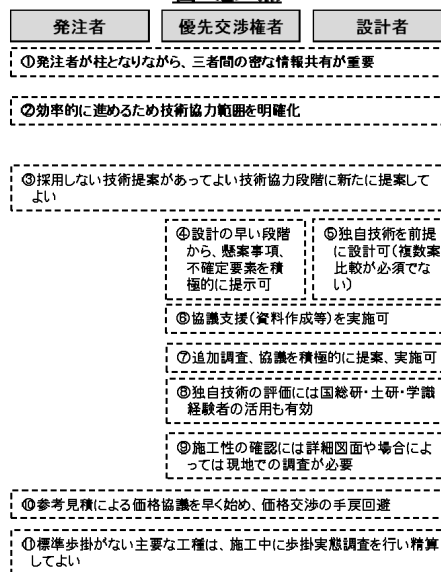 発注者
優先交渉権者
設計者
①発注者が柱となりながら、三者間の密な情報共有が重要
②効率的に進めるため技術協力範囲を明確化
③採用しない技術提案があってよい技術協力段階に新たに提案して
よい
④設計の早い段階
から、懸案事項、
不確定要素を積
極的に提示可
⑤独自技術を前提
に設計可(複数案
比較が必須でな
い)
⑥協議支援(資料作成等)を実施可
⑦追加調査、協議を積極的に提案、実施可
⑧独自技術の評価には国総研・土研・学識
経験者の活用も有効
⑨施工性の確認には詳細図面や場合によ
っては現地での調査が必要
⑩参考見積による価格協議を早く始め、価格交渉の手戻回避
⑪標準歩掛がない主要な工種は、施工中に歩掛実態調査を行い精算
してよい